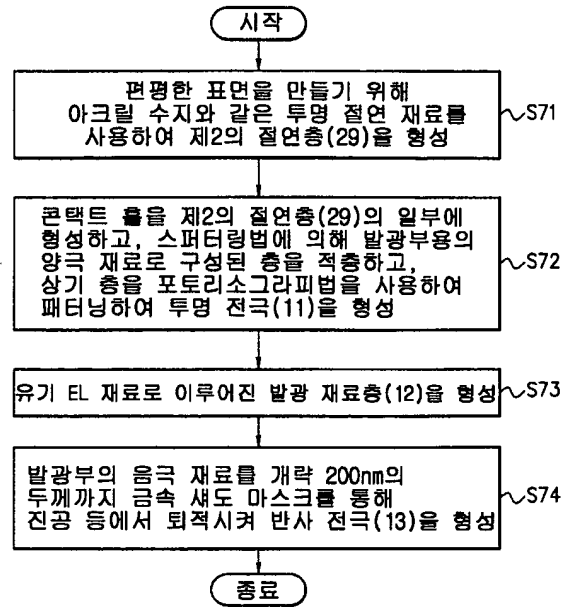 시작
편평한 표면을 만들기 위해
아크릴 수지와 같은 투명 절연 재료를
사용하여 제2의 절연층(29)을 형성
S71
콘택트 홀을 제2의 절연층(29)의 일부에
형성하고, 스퍼터링법에 의해 발광부용의
양극 재료로 구성된 층을 적층하고,
상기 층을 포토리소그라피법을 사용하여
패터닝하여 투명 전극(11)을 형성
S72
유기 EL 재료로 이루어진 발광 재료층(12)을 형성
S73
발광부의 음극 재료를 개략 200nm의
두께까지 금속 섀도 마스크를 통해
진공 등에서 퇴적시켜 반사 전극(13)을 형성
S74
종료